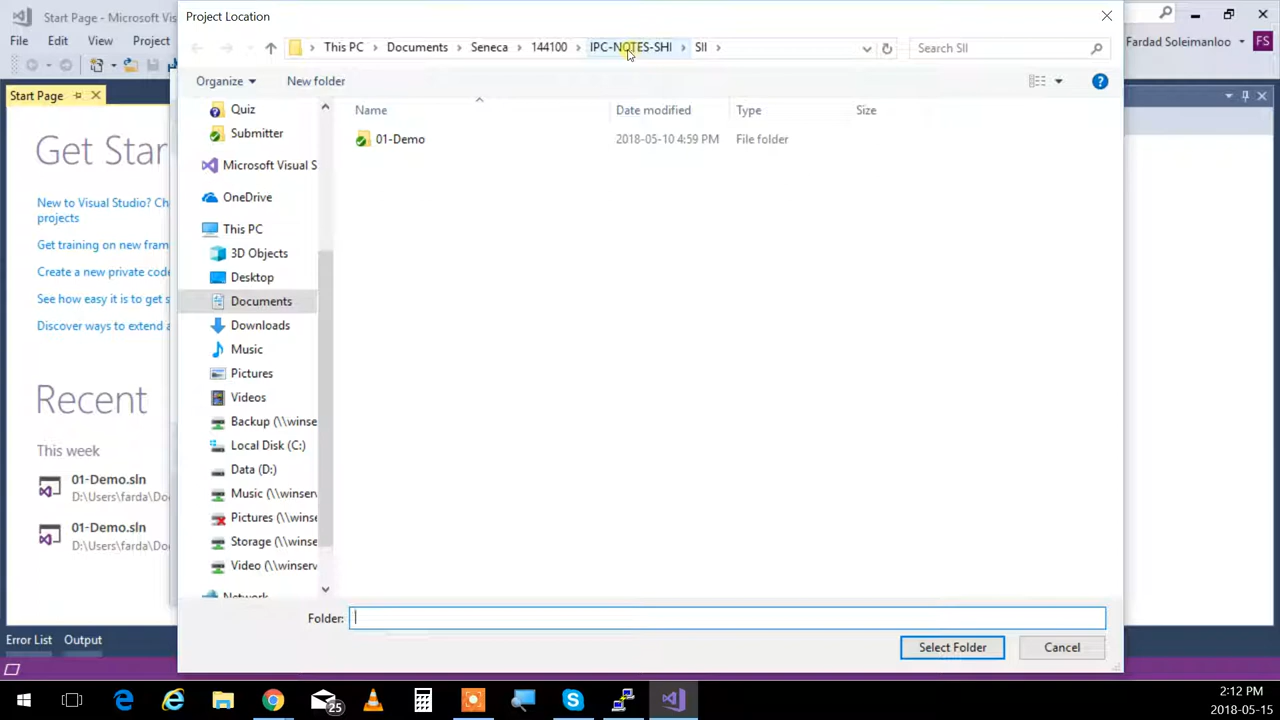 Start Page - Microsoft Visu
Project Location
Fardad Soleimanloo
FS
File
Edit
View
Project
This PC
Documents
Seneca
144100
IPC-NOTES-SHI
SII
Search SII
Organize
New folder
Start Page
Get Star
New to Visual Studio? Ch
projects
Get training on new fram
Create a new private code
See how easy it is to get s
Discover ways to extend a
Recent
This week
01-Demo.sln
D:\Users\farda\Doc
01-Demo.sln
D:\Users\farda\Doc
Quiz
Submitter
Microsoft Visual S
OneDrive
This PC
3D Objects
Desktop
Documents
Downloads
Music
Pictures
Videos
Backup (\\winse
Local Disk (C:)
Data (D:)
Music (\\winserv
Pictures (\\winse
Storage (\\winse
Video (\\winserv
Network
Name
Date modified
Type
Size
01-Demo
2018-05-10 4:59 PM
File folder
Folder:
Select Folder
Cancel
Error List
Output
25
2:12 PM
2018-05-15